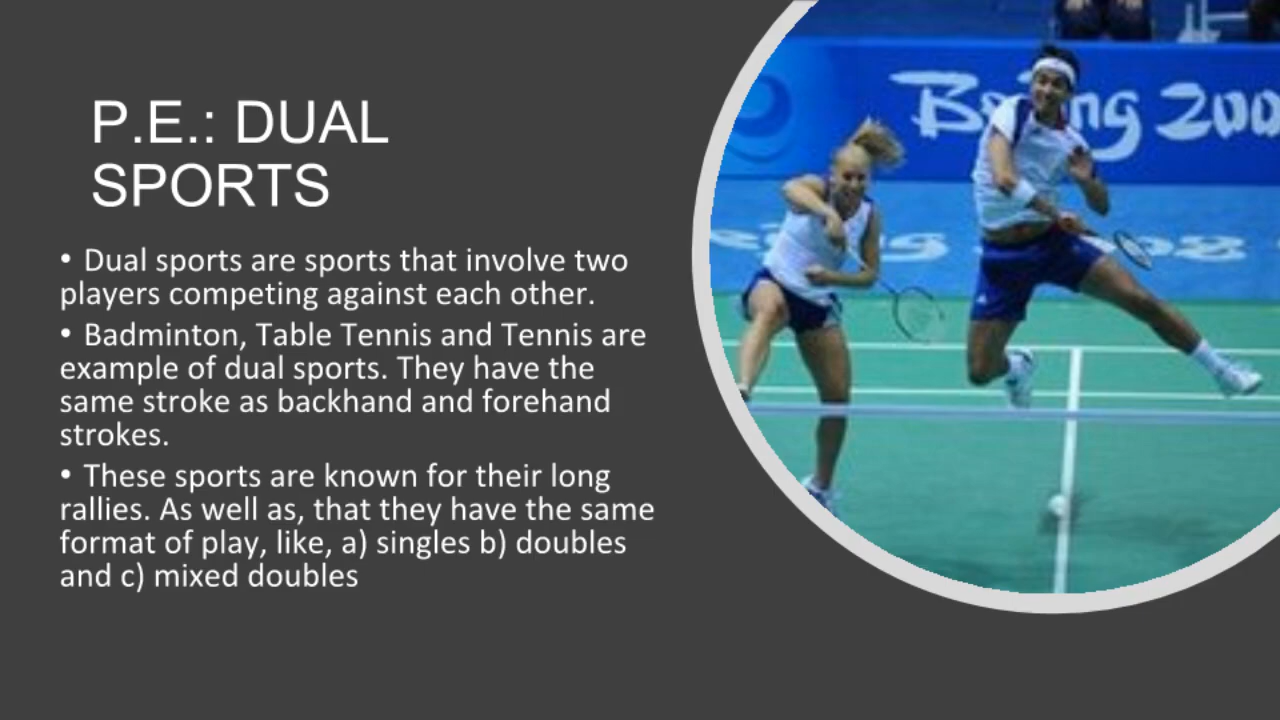 P.E.: DUAL
SPORTS
• Dual sports are sports that involve two
players competing against each other.
• Badminton, Table Tennis and Tennis are
example of dual sports. They have the
same stroke as backhand and forehand
strokes.
• These sports are known for their long
rallies. As well as, that they have the same
format of play, like, a) singles b) doubles
and c) mixed doubles
Beijing 200